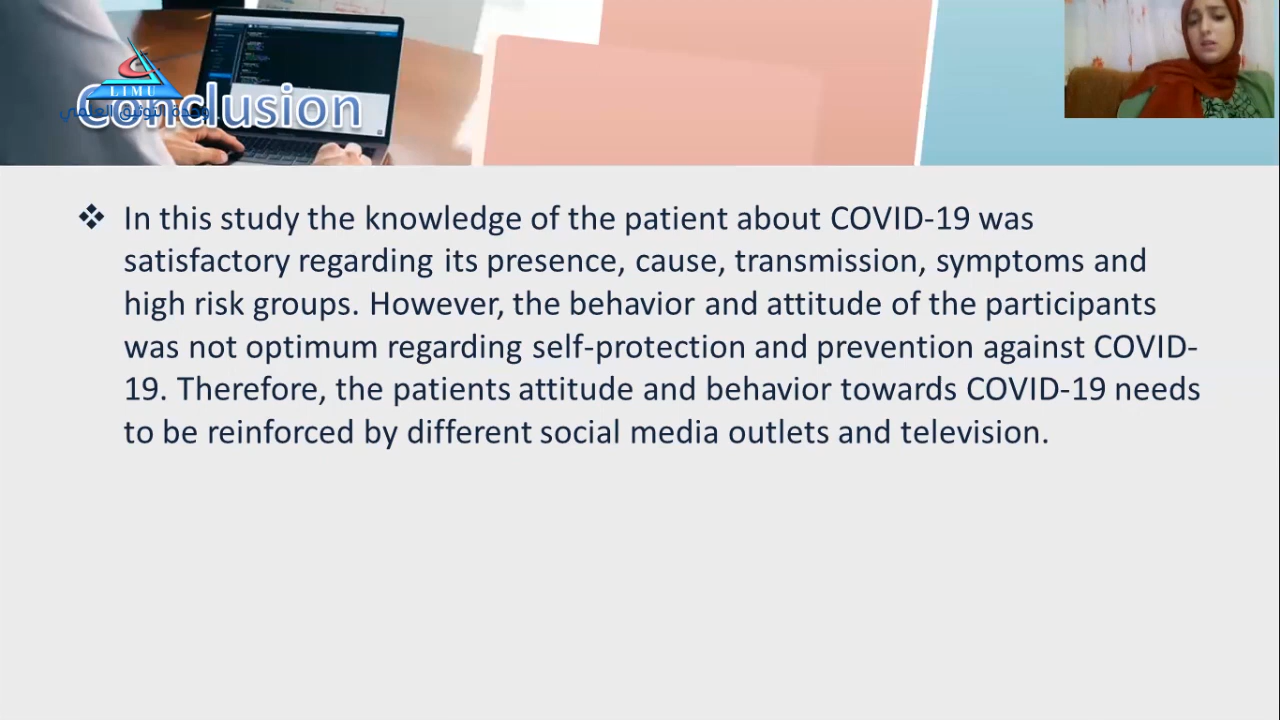 LIMU
وحدة التوثيق العلمي
Conclusion
❖ In this study the knowledge of the patient about COVID-19 was
satisfactory regarding its presence, cause, transmission, symptoms and
high risk groups. However, the behavior and attitude of the participants
was not optimum regarding self-protection and prevention against COVID-
19. Therefore, the patients attitude and behavior towards COVID-19 needs
to be reinforced by different social media outlets and television.